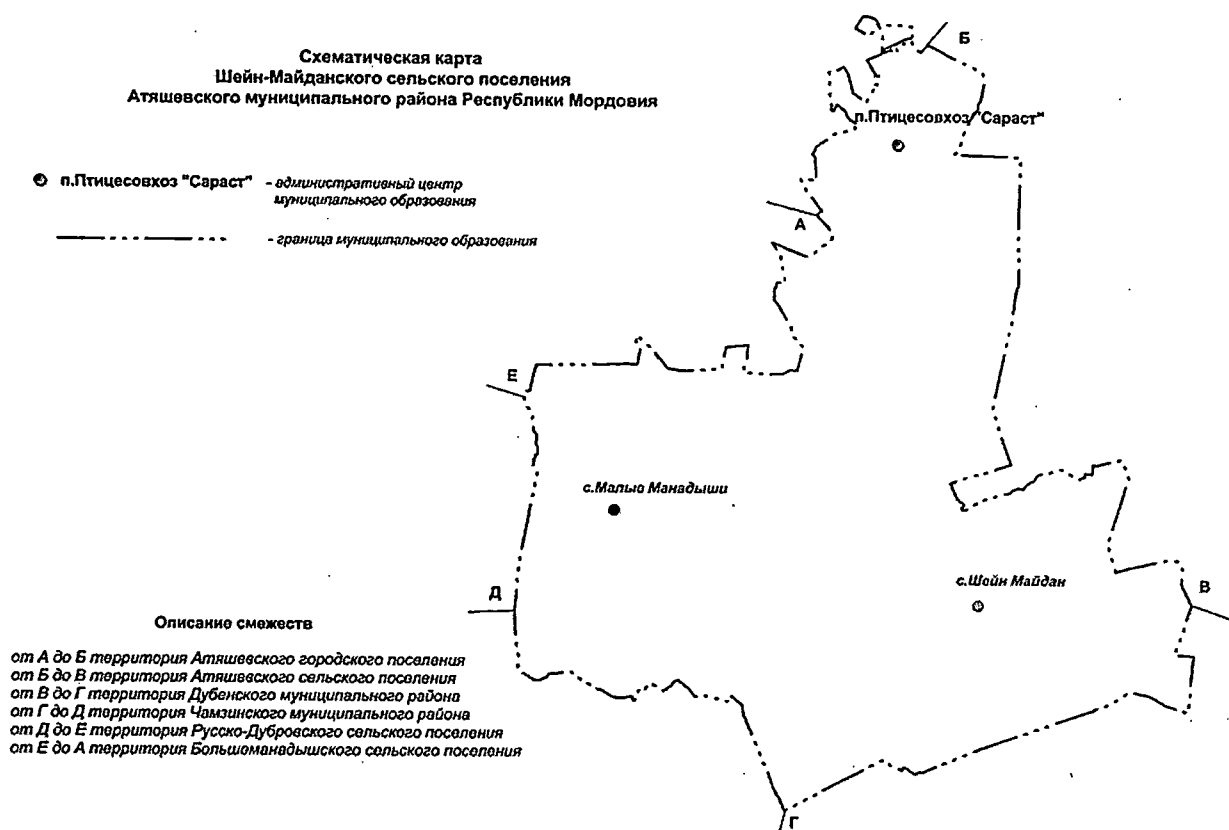 Схематическая карта
Шейн-Майданского сельского поселения
Атяшевского муниципального района Республики Мордовия
п.Птицесовхоз "Сараст" - административный центр
муниципального образования
- граница муниципального образования
Б
п.Птицесовхоз "Сараст"
А
Е
с.Малые Манадыши
с.Шейн Майдан
Д
В
Г
Описание смежеств
от А до Б территория Атяшевского городского поселения
от Б до В территория Атяшевского сельского поселения
от В до Г территория Дубенского муниципального района
от Г до Д территория Чамзинского муниципального района
от Д до Е территория Русско-Дубровского сельского поселения
от Е до А территория Большеманадышского сельского поселения